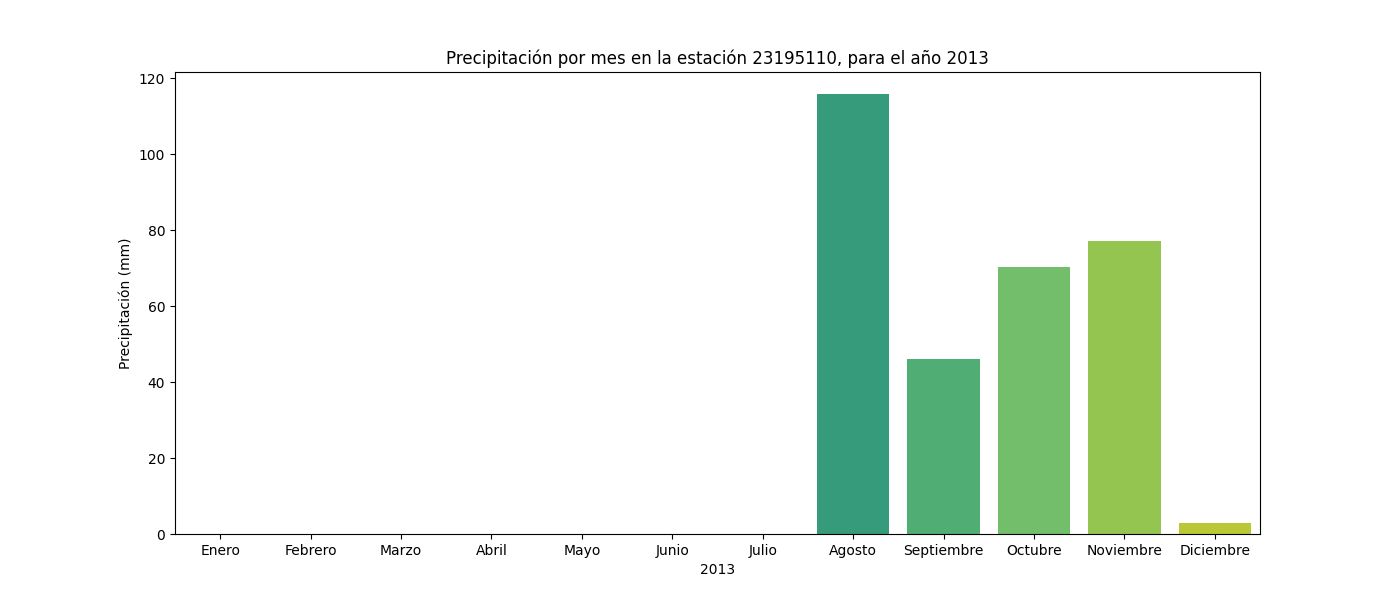 Precipitación por mes en la estación 23195110, para el año 2013
120
100
80
60
40
20
0
Precipitación (mm)
Enero Febrero Marzo Abril Mayo Junio Julio Agosto Septiembre Octubre Noviembre Diciembre
2013